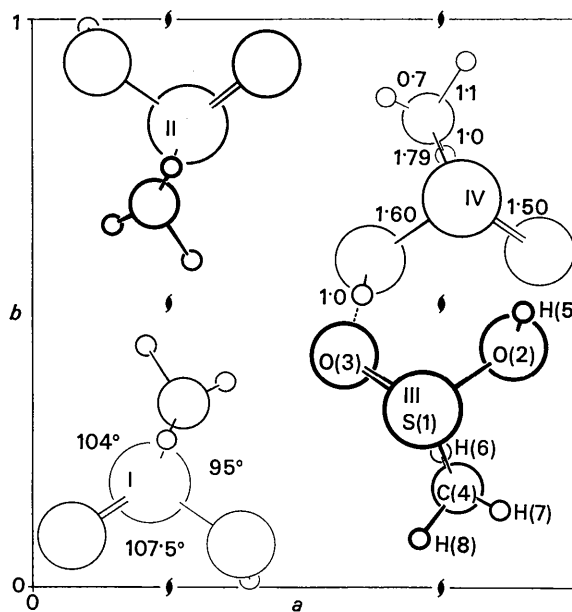 1
0·7
1·1
II
1·0
1·79
IV
1·60
1·50
b
1·0
H(5
O(3)
O(2)
III
S(1)
H(6)
104°
95°
I
C(4)
H(7)
107·5°
H(8)
0
0
a
1